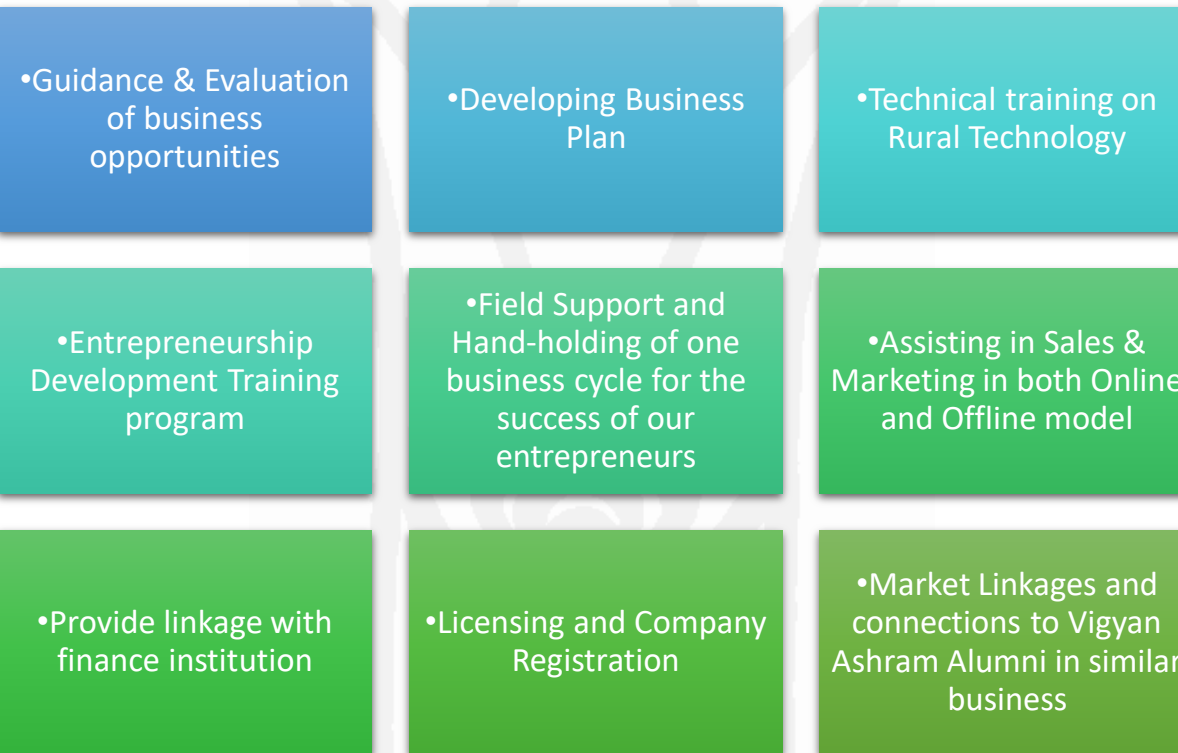 •Guidance & Evaluation
of business
opportunities
•Developing Business
Plan
•Technical training on
Rural Technology
•Entrepreneurship
Development Training
program
•Field Support and
Hand-holding of one
business cycle for the
success of our
entrepreneurs
•Assisting in Sales &
Marketing in both Online
and Offline model
•Provide linkage with
finance institution
•Licensing and Company
Registration
•Market Linkages and
connections to Vigyan
Ashram Alumni in similar
business